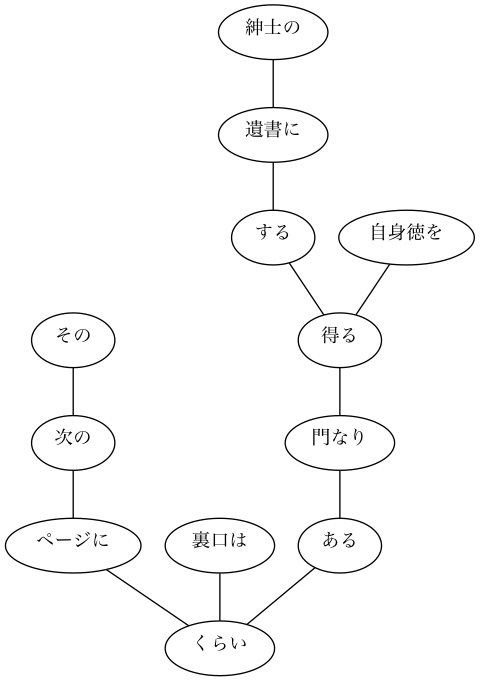 紳士の
遺書に
する
自身徳を
その
得る
次の
門なり
ページに
裏口は
ある
くらい